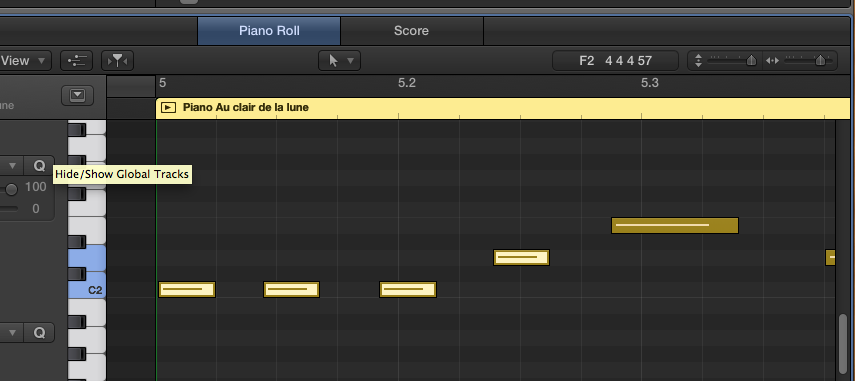 Piano Roll
Score
View
F2 4 4 4 57
5
5.2
5.3
Piano Au clair de la lune
Q
Hide/Show Global Tracks
100
0
C2
Q